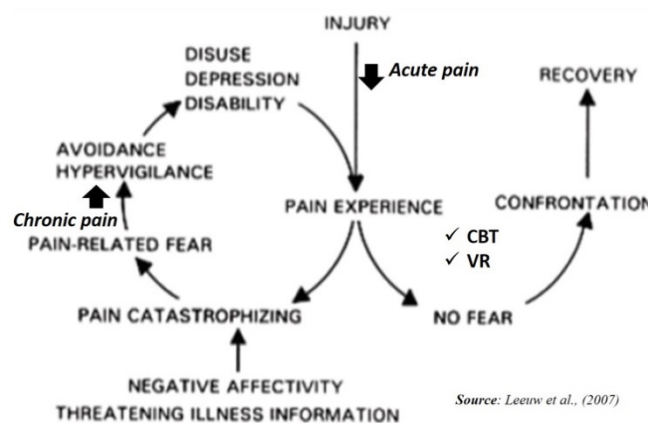 INJURY
Acute pain
DISUSE
DEPRESSION
DISABILITY
RECOVERY
AVOIDANCE
HYPERVIGILANCE
Chronic pain
PAIN-RELATED FEAR
PAIN EXPERIENCE
CONFRONTATION
✓ CBT
✓ VR
PAIN CATASTROPHIZING
NO FEAR
NEGATIVE AFFECTIVITY
THREATENING ILLNESS INFORMATION
Source: Leeuw et al., (2007)